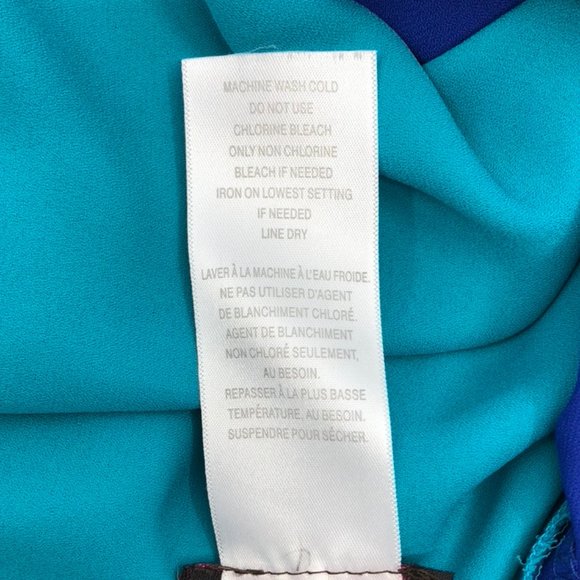 MACHINE WASH COLD
DO NOT USE
CHLORINE BLEACH
ONLY NON CHLORINE
BLEACH IF NEEDED
IRON ON LOWEST SETTING
IF NEEDED
LINE DRY
LAVER À LA MACHINE À L'EAU FROIDE.
NE PAS UTILISER D'AGENT
DE BLANCHIMENT CHLORÉ.
AGENT DE BLANCHIMENT
NON CHLORÉ SEULEMENT,
AU BESOIN.
REPASSER À LA PLUS BASSE
TEMPÉRATURE, AU BESOIN.
SUSPENDRE POUR SÉCHER.